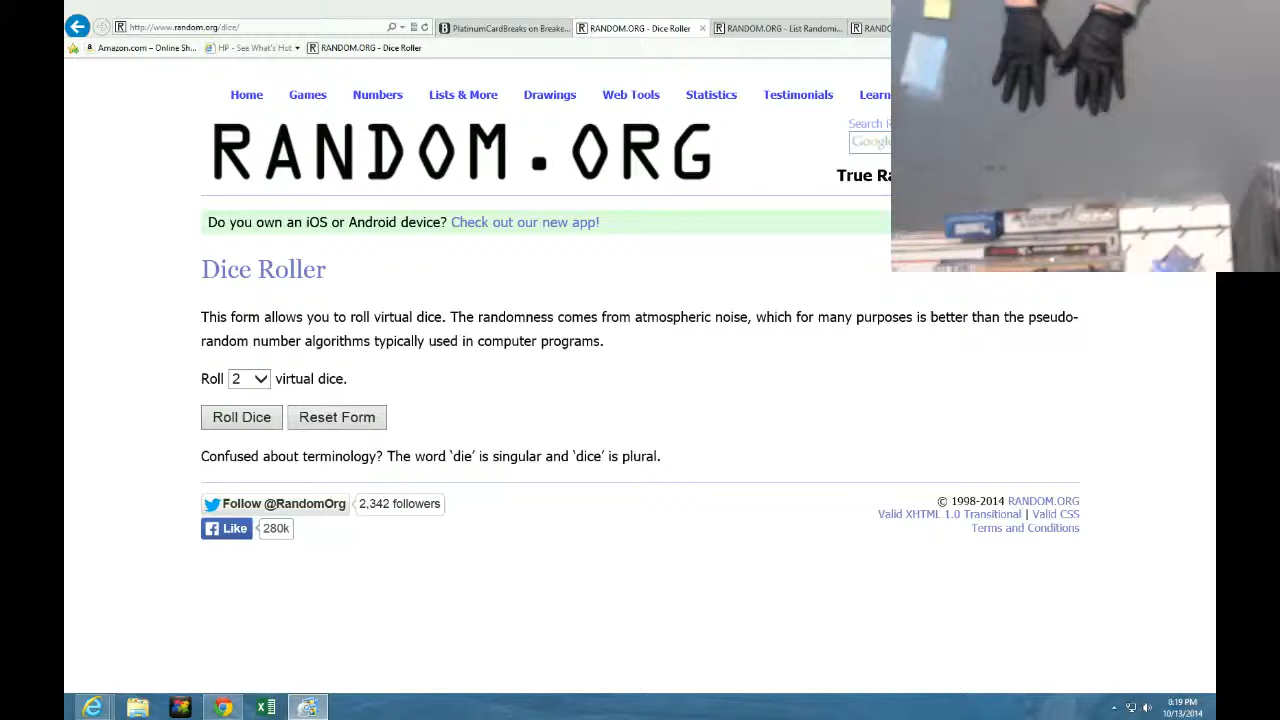 http://www.random.org/dice/
PlatinumCardBreaks on Breake...
RANDOM.ORG - Dice Roller
RANDOM.ORG - List Randomi...
RANDO
Amazon.com – Online Sh...
HP - See What's Hot
RANDOM.ORG - Dice Roller
Home
Games
Numbers
Lists & More
Drawings
Web Tools
Statistics
Testimonials
Learn
RANDOM.ORG
Search R
Google
True Ra
Do you own an iOS or Android device? Check out our new app!
Dice Roller
This form allows you to roll virtual dice. The randomness comes from atmospheric noise, which for many purposes is better than the pseudo-
random number algorithms typically used in computer programs.
Roll 2 virtual dice.
Roll Dice
Reset Form
Confused about terminology? The word ‘die’ is singular and ‘dice’ is plural.
Follow @RandomOrg
2,342 followers
Like
280k
© 1998-2014 RANDOM.ORG
Valid XHTML 1.0 Transitional | Valid CSS
Terms and Conditions
8:19 PM
10/13/2014